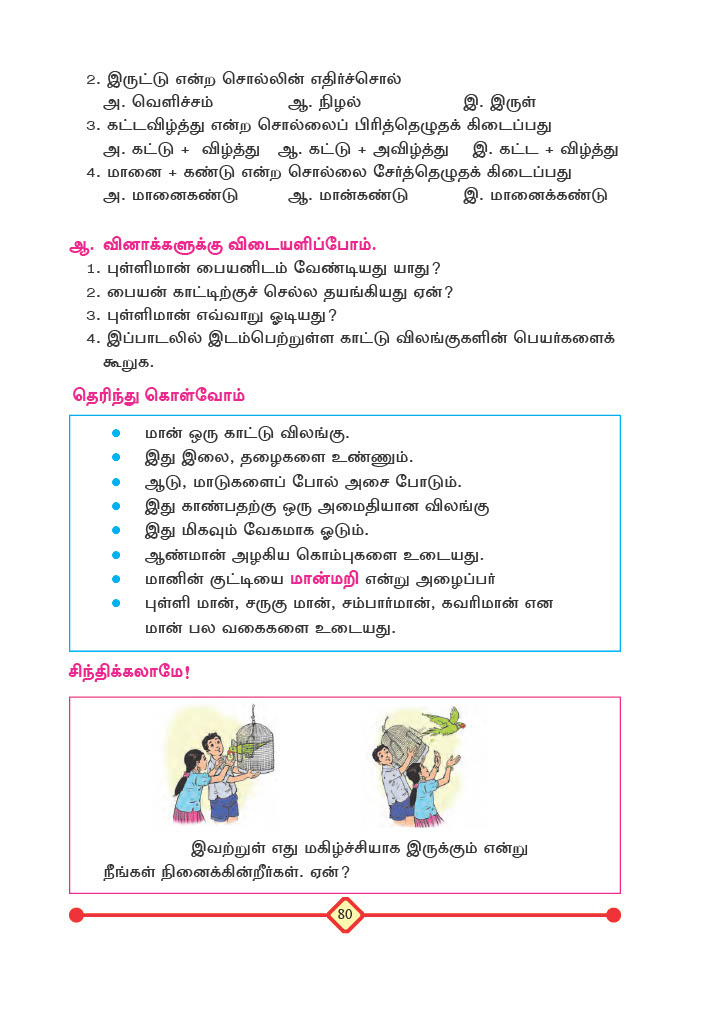 2. இருட்டு என்ற சொல்லின் எதிர்ச்சொல்
அ. வெளிச்சம் ஆ. நிழல் இ. இருள்
3. கட்டவிழ்த்து என்ற சொல்லைப் பிரித்தெழுதக் கிடைப்பது
அ. கட்டு + விழ்த்து ஆ. கட்டு + அவிழ்த்து இ. கட்ட + விழ்த்து
4. மானை + கண்டு என்ற சொல்லை சேர்த்தெழுதக் கிடைப்பது
அ. மானைகண்டு ஆ. மான்கண்டு இ. மானைக்கண்டு
ஆ. வினாக்களுக்கு விடையளிப்போம்.
1. புள்ளிமான் பையனிடம் வேண்டியது யாது?
2. பையன் காட்டிற்குச் செல்ல தயங்கியது ஏன்?
3. புள்ளிமான் எவ்வாறு ஓடியது?
4. இப்பாடலில் இடம்பெற்றுள்ள காட்டு விலங்குகளின் பெயர்களைக்
கூறுக.
தெரிந்து கொள்வோம்
• மான் ஒரு காட்டு விலங்கு.
• இது இலை, தழைகளை உண்ணும்.
• ஆடு, மாடுகளைப் போல் அசை போடும்.
• இது காண்பதற்கு ஒரு அமைதியான விலங்கு
• இது மிகவும் வேகமாக ஓடும்.
• ஆண்மான் அழகிய கொம்புகளை உடையது.
• மானின் குட்டியை மான்மறி என்று அழைப்பர்
• புள்ளி மான், சருகு மான், சம்பார்மான், கவரிமான் என
மான் பல வகைகளை உடையது.
சிந்திக்கலாமே!
இவற்றுள் எது மகிழ்ச்சியாக இருக்கும் என்று
நீங்கள் நினைக்கின்றீர்கள். ஏன்?
80